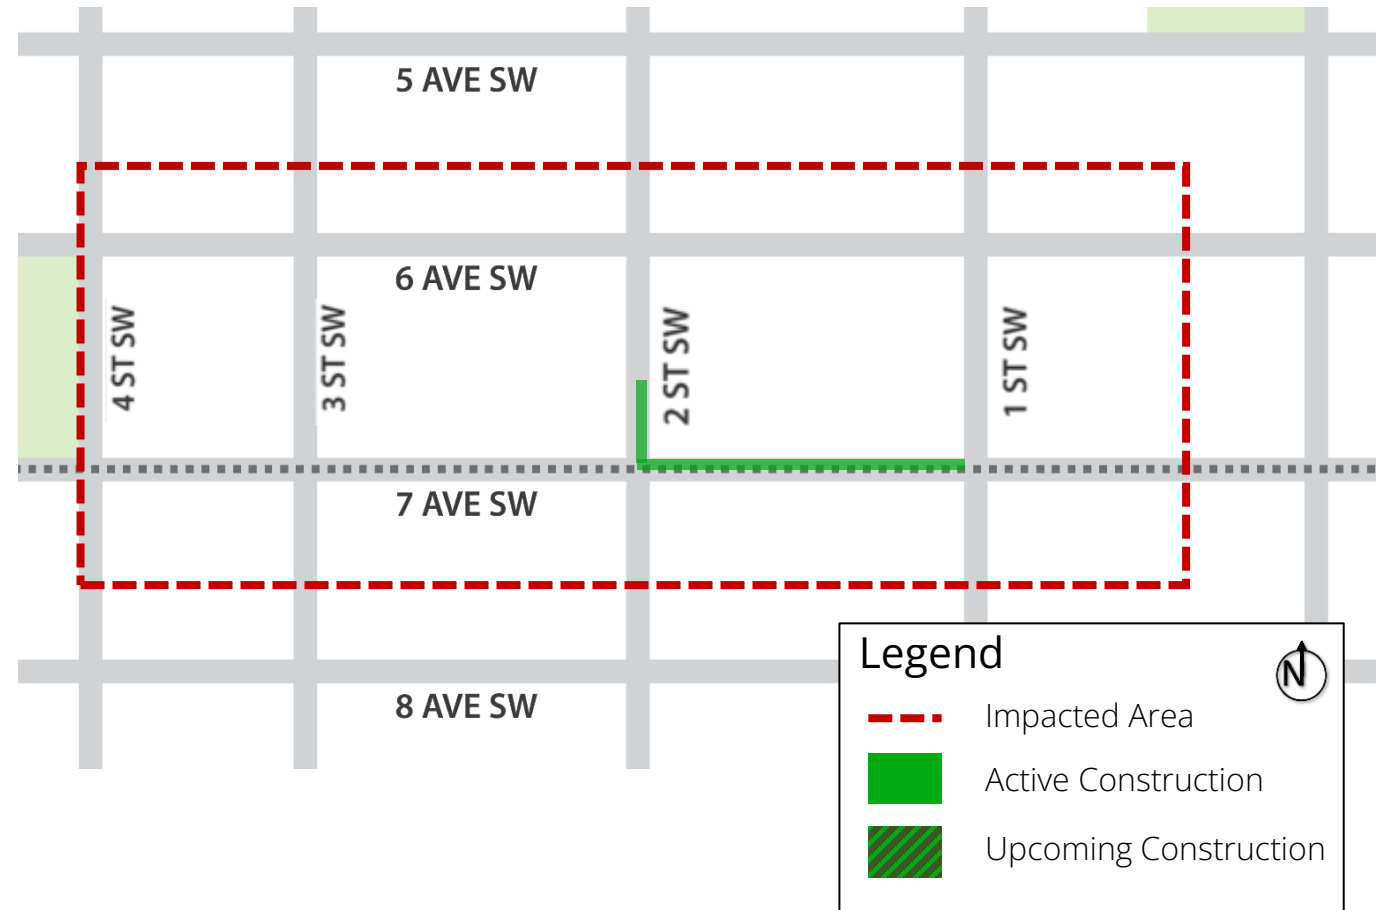 5 AVE SW
6 AVE SW
4 ST SW
3 ST SW
2 ST SW
1 ST SW
7 AVE SW
8 AVE SW
Legend
N
Impacted Area
Active Construction
Upcoming Construction